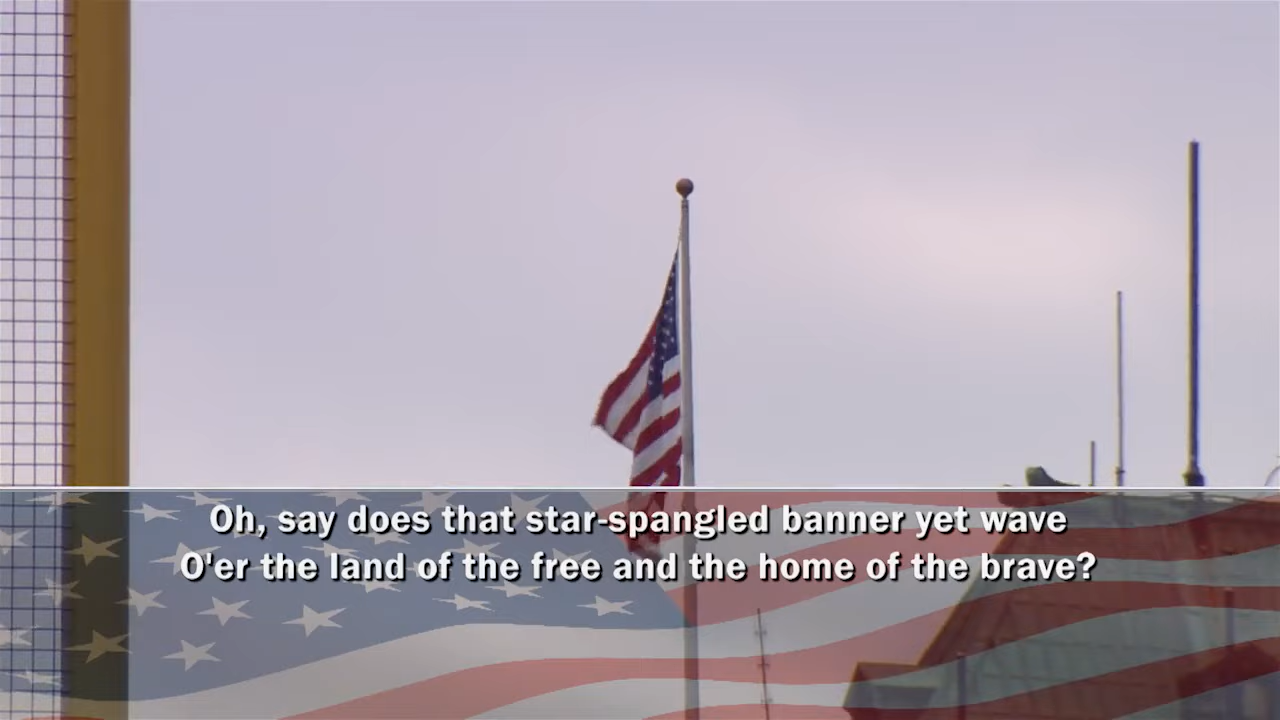 Oh, say does that star-spangled banner yet wave
O'er the land of the free and the home of the brave?